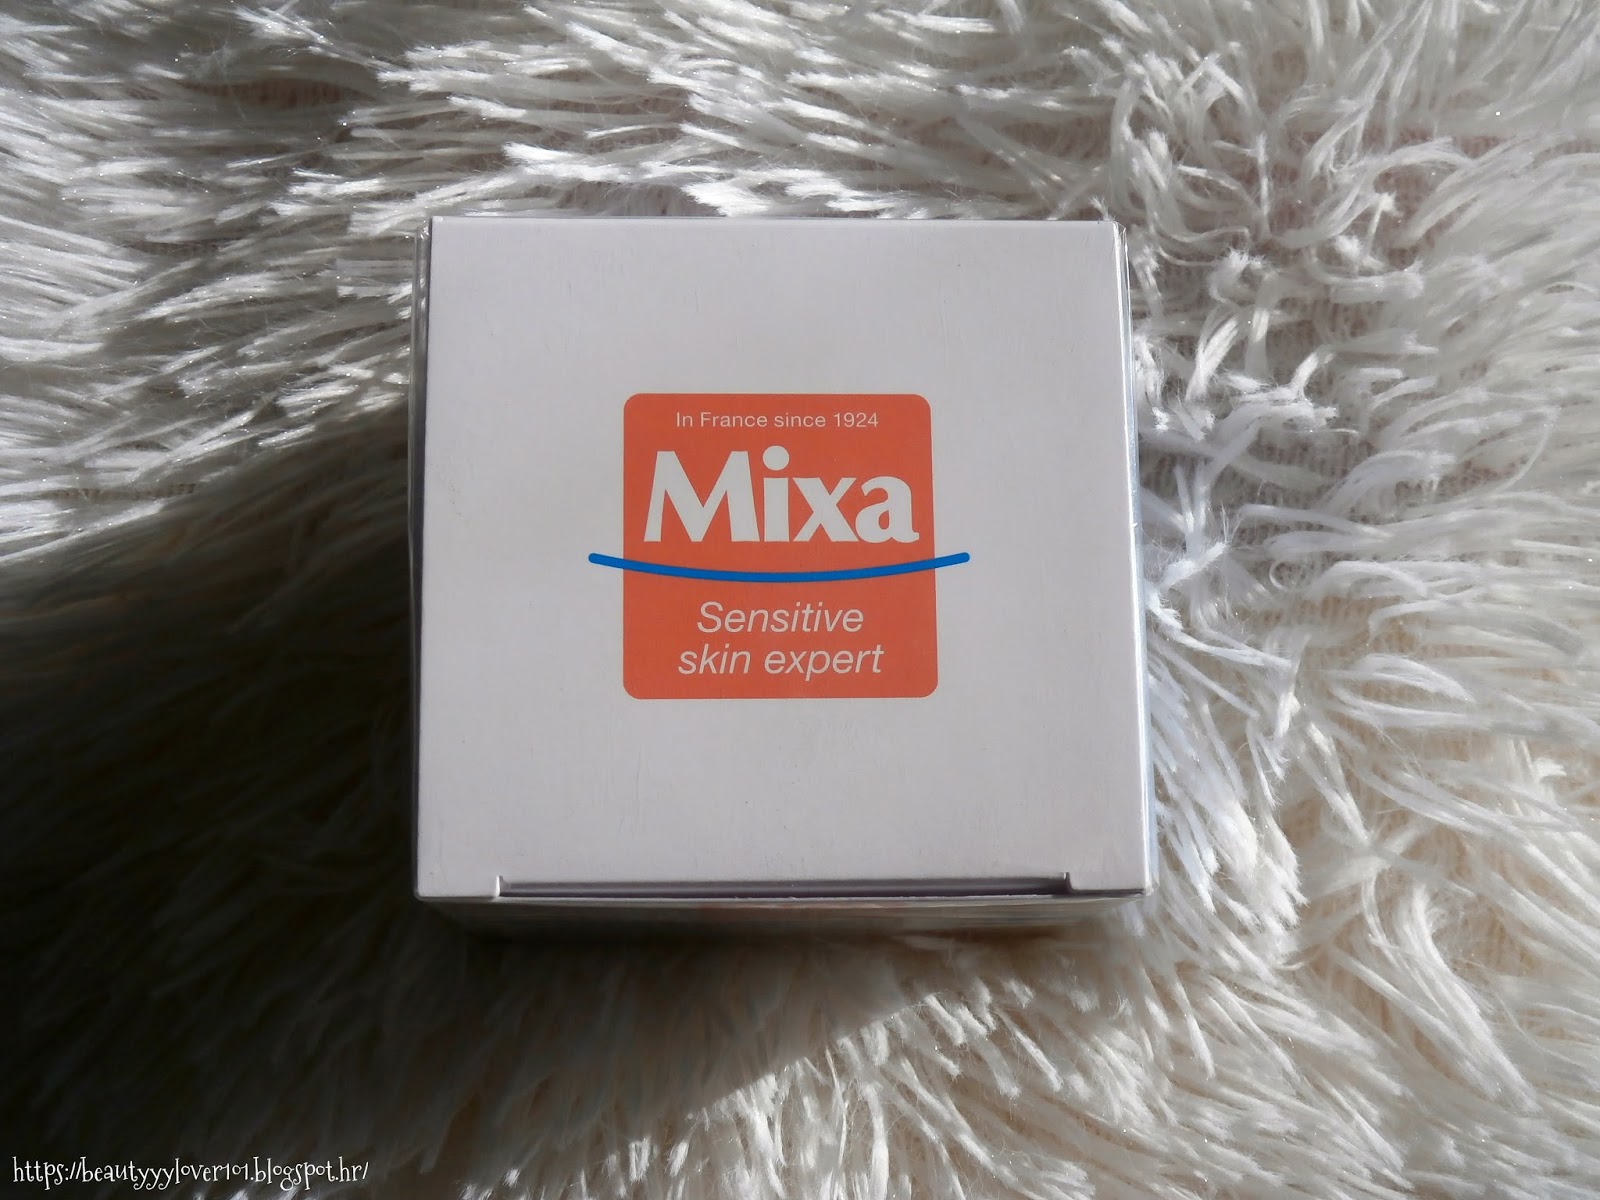 In France since 1924
Mixa
Sensitive
skin expert
https://beautyyylover101.blogspot.hr/